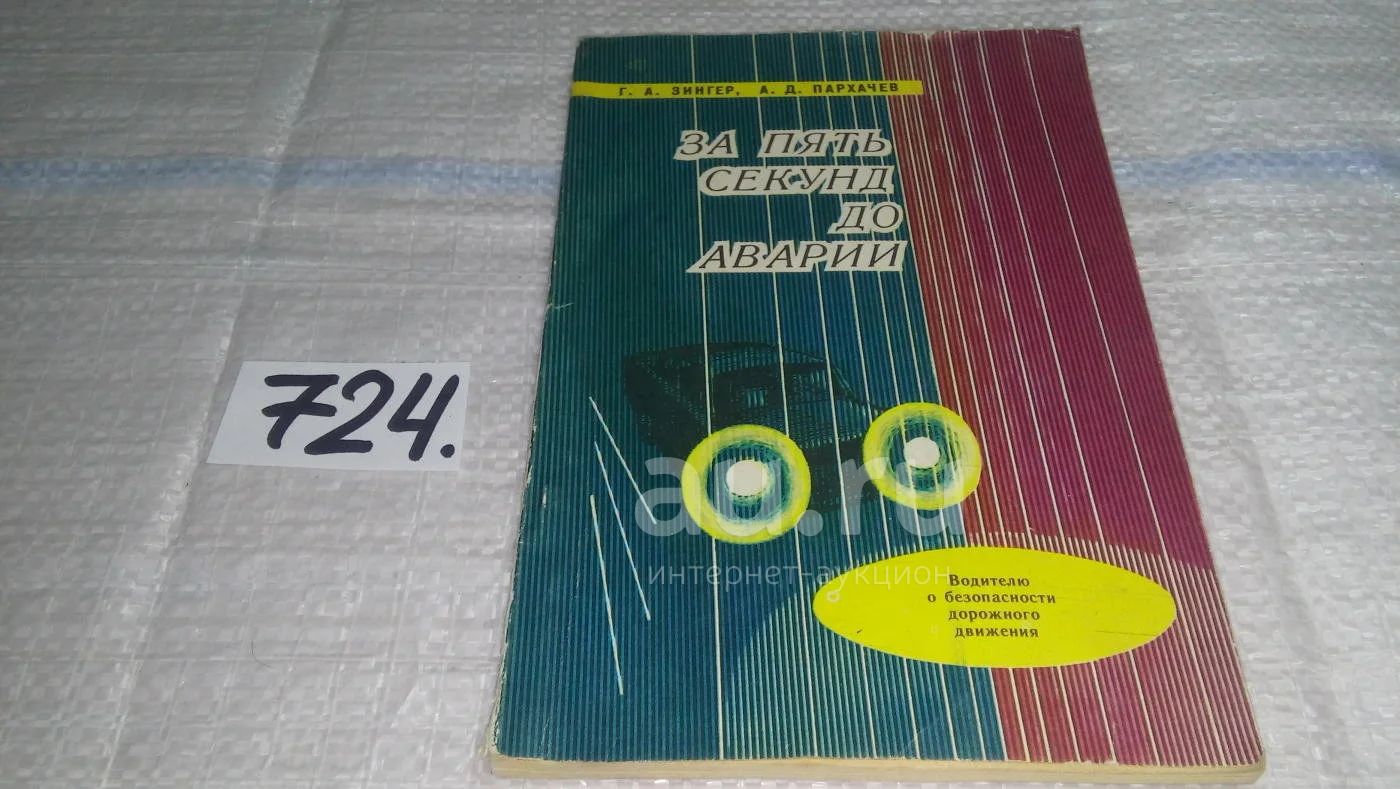 Г. А. ЗИНГЕР, А. Д. ПАРХАЧЕВ
ЗА ПЯТЬ
СЕКУНД
ДО
АВАРИИ
724.
au.ru
интернет-аукцион
Водителю
о безопасности
дорожного
движения